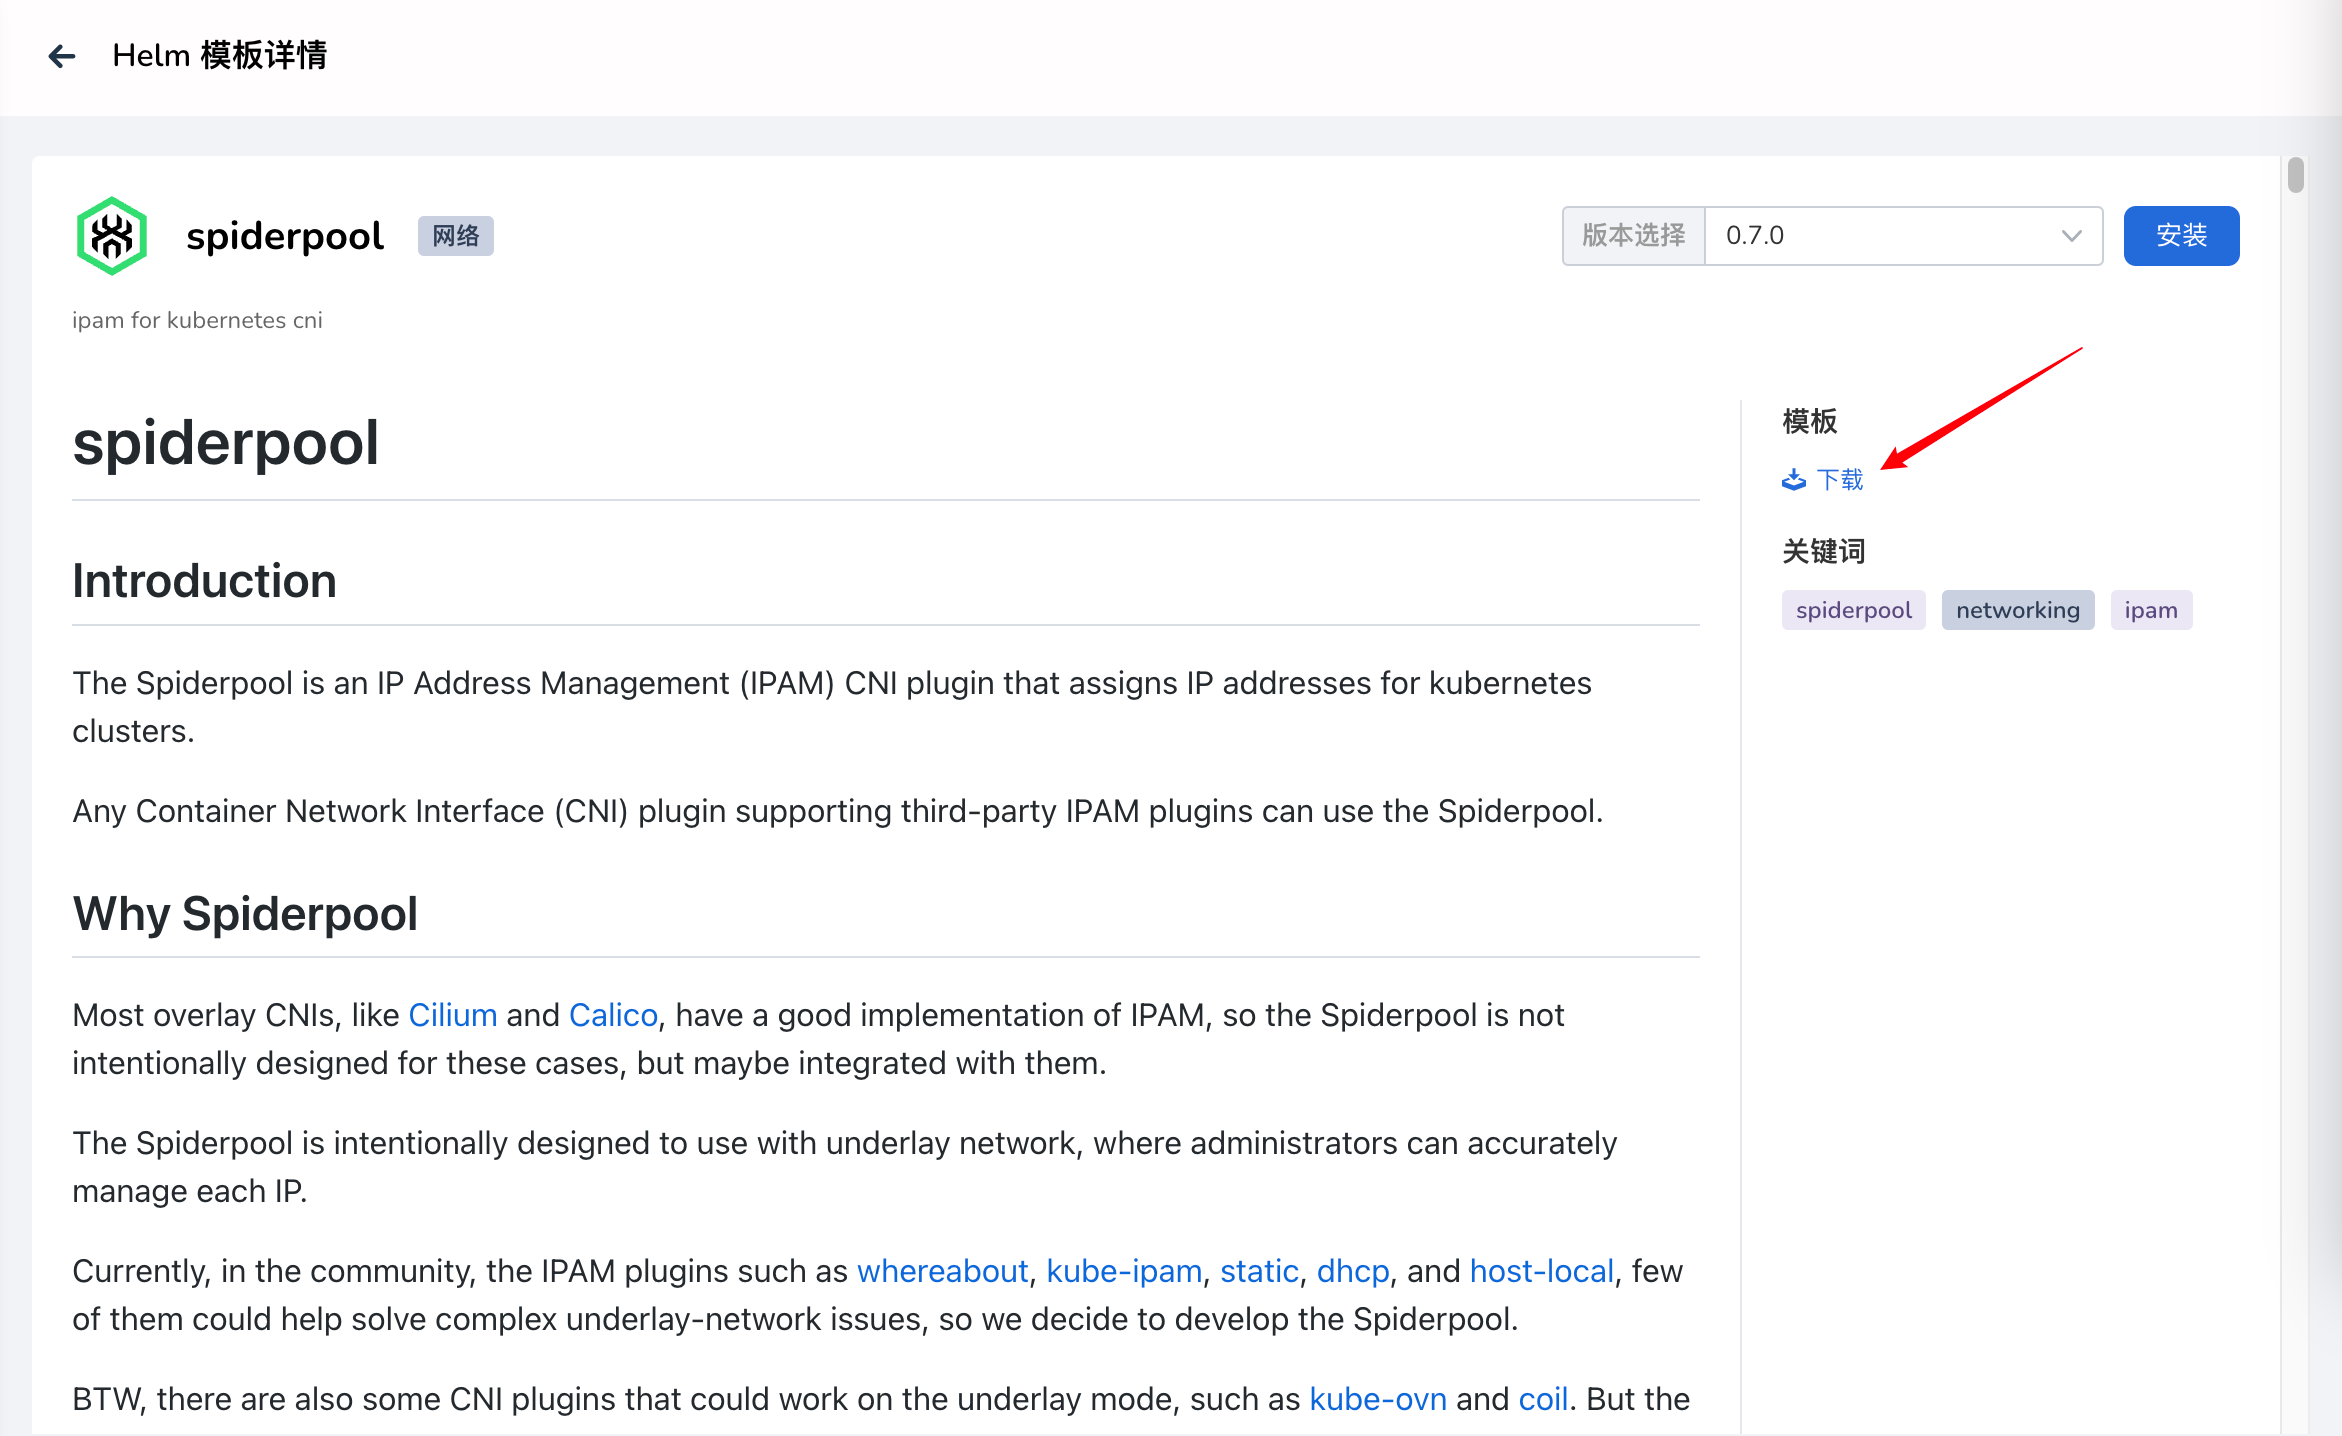 Helm 模板详情
spiderpool
网络
版本选择
0.7.0
安装
ipam for kubernetes cni
spiderpool
Introduction
The Spiderpool is an IP Address Management (IPAM) CNI plugin that assigns IP addresses for kubernetes
clusters.
Any Container Network Interface (CNI) plugin supporting third-party IPAM plugins can use the Spiderpool.
Why Spiderpool
Most overlay CNIs, like Cilium and Calico, have a good implementation of IPAM, so the Spiderpool is not
intentionally designed for these cases, but maybe integrated with them.
The Spiderpool is intentionally designed to use with underlay network, where administrators can accurately
manage each IP.
Currently, in the community, the IPAM plugins such as whereabout, kube-ipam, static, dhcp, and host-local, few
of them could help solve complex underlay-network issues, so we decide to develop the Spiderpool.
BTW, there are also some CNI plugins that could work on the underlay mode, such as kube-ovn and coil. But the
模板
下载
关键词
spiderpool
networking
ipam